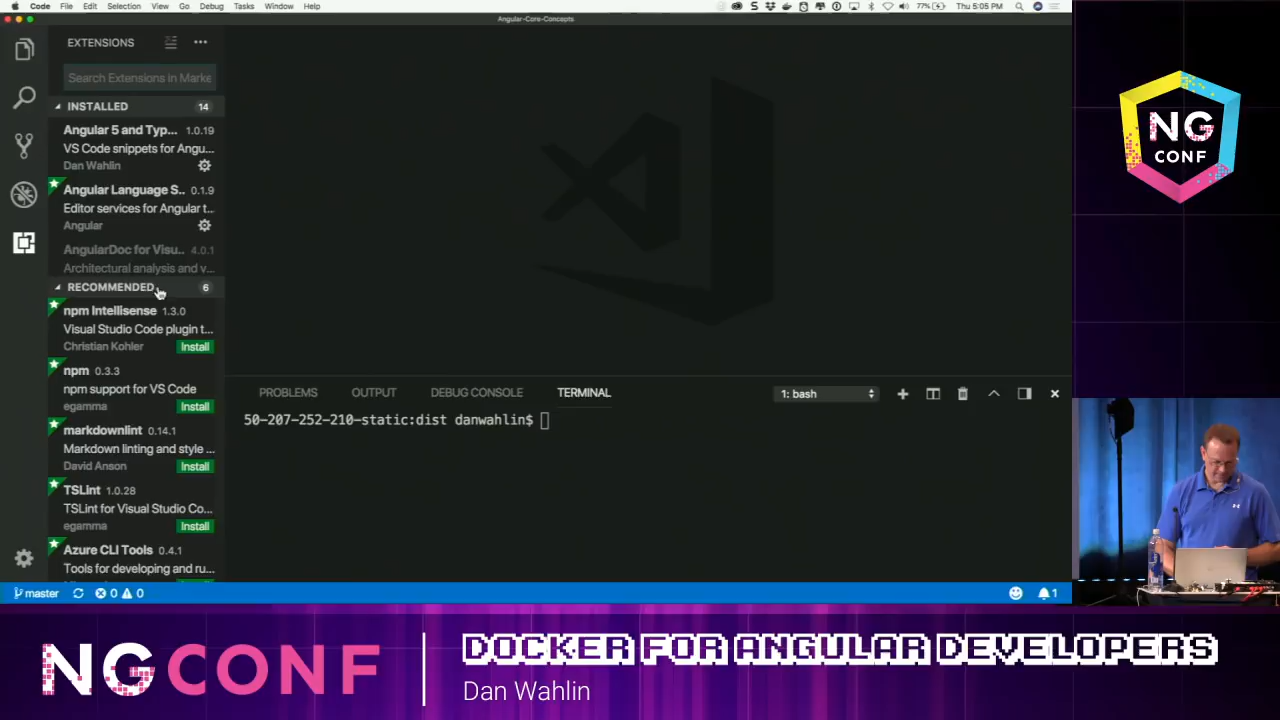 Code File Edit Selection View Go Debug Tasks Window Help
77% Thu 5:05 PM
Angular-Core-Concepts
EXTENSIONS
Search Extensions in Marke
INSTALLED 14
Angular 5 and Typ... 1.0.19
VS Code snippets for Angu...
Dan Wahlin
Angular Language S.. 0.1.9
Editor services for Angular t...
Angular
AngularDoc for Visu.. 4.0.1
Architectural analysis and v...
RECOMMENDED 6
npm Intellisense 1.3.0
Visual Studio Code plugin t...
Christian Kohler Install
npm 0.3.3
npm support for VS Code
egamma Install
markdownlint 0.14.1
Markdown linting and style ...
David Anson Install
TSLint 1.0.28
TSLint for Visual Studio Co...
egamma Install
Azure CLI Tools 0.4.1
Tools for developing and ru...
PROBLEMS OUTPUT DEBUG CONSOLE TERMINAL 1: bash
50-207-252-210-static:dist danwahlin$
master 0 0 1
NG
CONF
NGCONF
DOCKER FOR ANGULAR DEVELOPERS
Dan Wahlin